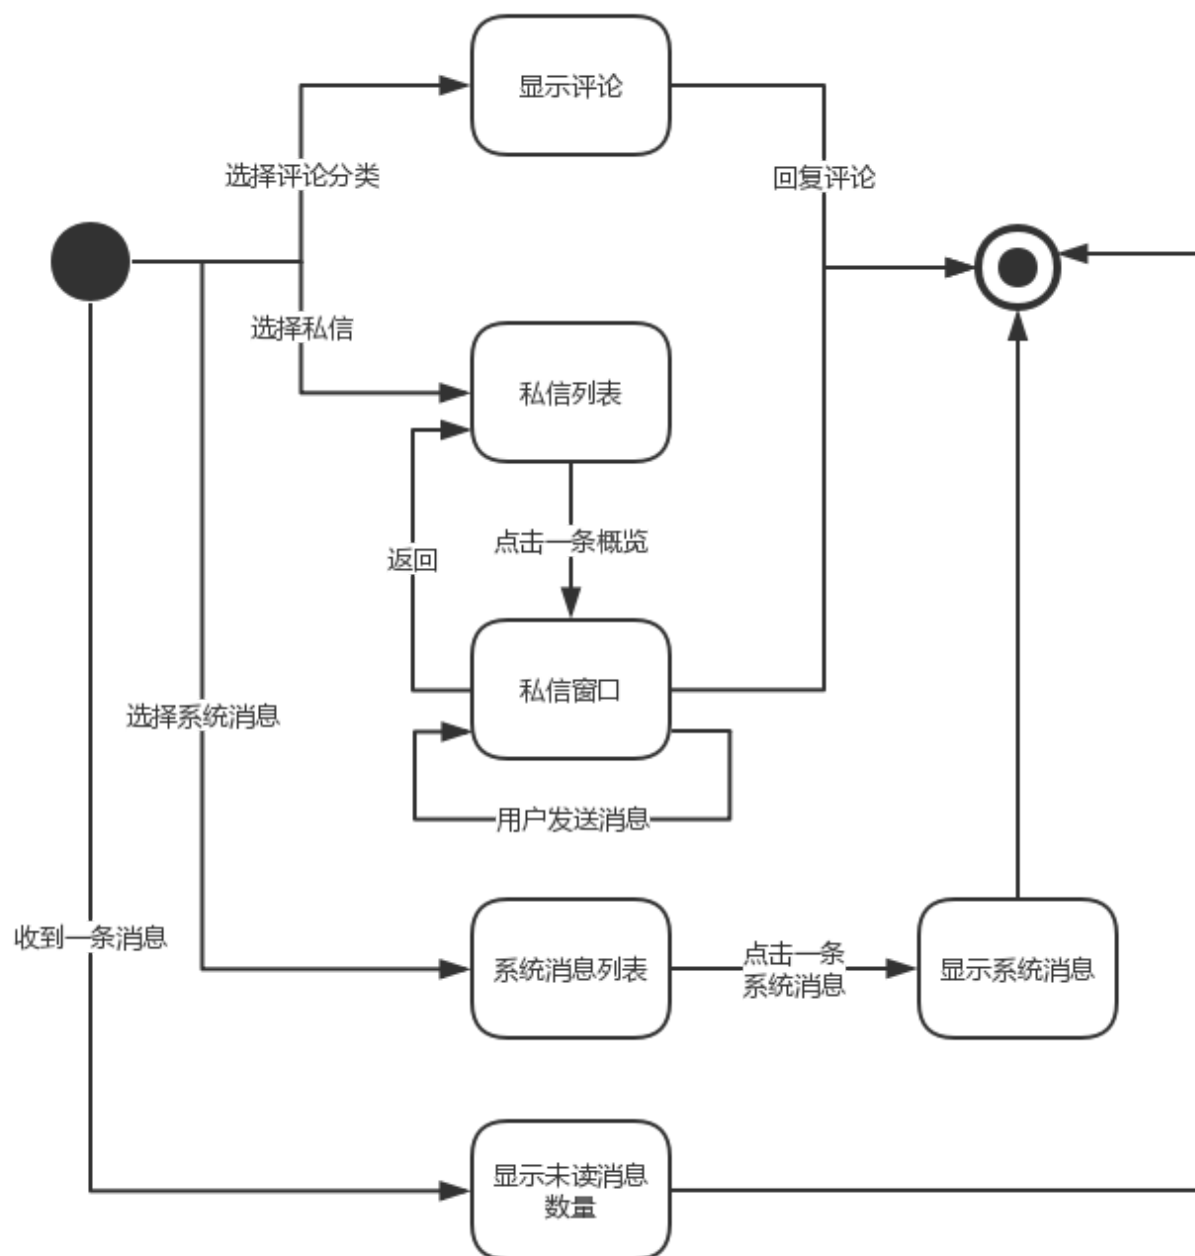 显示评论
选择评论分类
回复评论
选择私信
私信列表
点击一条概览
返回
私信窗口
选择系统消息
用户发送消息
收到一条消息
系统消息列表
点击一条
系统消息
显示系统消息
显示未读消息
数量